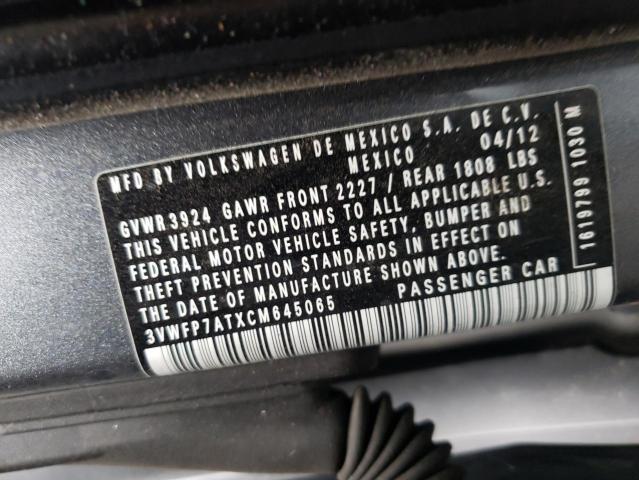 MFD BY VOLKSWAGEN DE MEXICO S.A. DE C.V.
MEXICO 04/12
GVWR 3924 GAWR FRONT 2227 / REAR 1808 LBS
THIS VEHICLE CONFORMS TO ALL APPLICABLE U.S.
FEDERAL MOTOR VEHICLE SAFETY, BUMPER AND
THEFT PREVENTION STANDARDS IN EFFECT ON
THE DATE OF MANUFACTURE SHOWN ABOVE.
3VWFP7ATXCM645065 PASSENGER CAR
1619799 1030 M